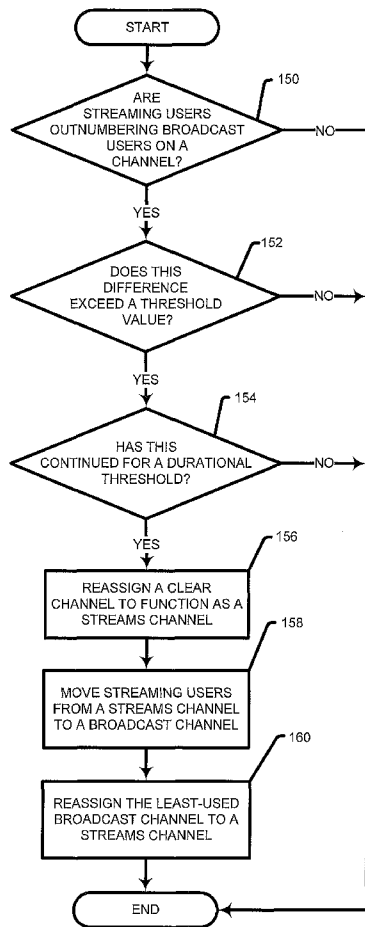 START
150
ARE
STREAMING USERS
OUTNUMBERING BROADCAST
USERS ON A
CHANNEL?
NO
YES
152
DOES THIS
DIFFERENCE
EXCEED A THRESHOLD
VALUE?
NO
YES
154
HAS THIS
CONTINUED FOR A DURATIONAL
THRESHOLD?
NO
YES
156
REASSIGN A CLEAR
CHANNEL TO FUNCTION AS A
STREAMS CHANNEL
158
MOVE STREAMING USERS
FROM A STREAMS CHANNEL
TO A BROADCAST CHANNEL
160
REASSIGN THE LEAST-USED
BROADCAST CHANNEL TO A
STREAMS CHANNEL
END